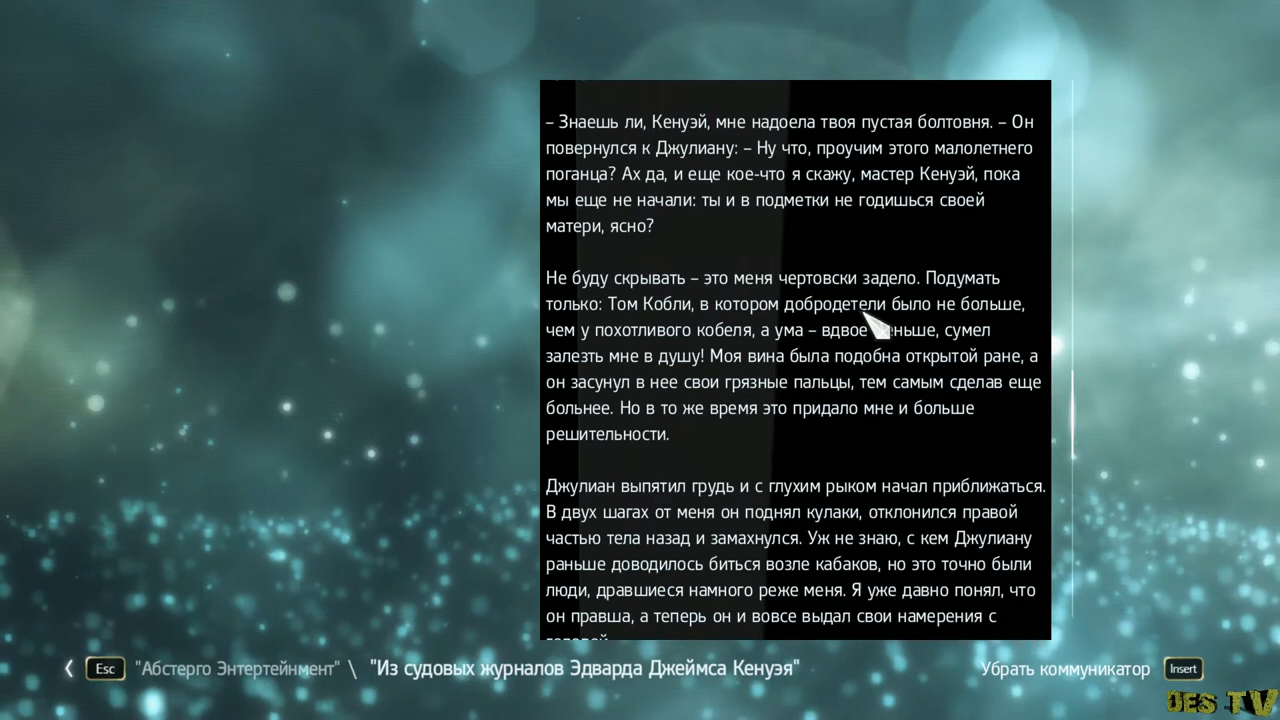 – Знаешь ли, Кенуэй, мне надоела твоя пустая болтовня. – Он
повернулся к Джулиану: – Ну что, проучим этого малолетнего
поганца? Ах да, и еще кое-что я скажу, мастер Кенуэй, пока
мы еще не начали: ты и в подметки не годишься своей
матери, ясно?
Не буду скрывать – это меня чертовски задело. Подумать
только: Том Кобли, в котором добродетели было не больше,
чем у похотливого кобеля, а ума – вдвое меньше, сумел
залезть мне в душу! Моя вина была подобна открытой ране, а
он засунул в нее свои грязные пальцы, тем самым сделав еще
больнее. Но в то же время это придало мне и больше
решительности.
Джулиан выпятил грудь и с глухим рыком начал приближаться.
В двух шагах от меня он поднял кулаки, отклонился правой
частью тела назад и замахнулся. Уж не знаю, с кем Джулиану
раньше доводилось биться возле кабаков, но это точно были
люди, дравшиеся намного реже меня. Я уже давно понял, что
он правша, а теперь он и вовсе выдал свои намерения с
Esc "Абстерго Энтертейнмент" \ "Из судовых журналов Эдварда Джеймса Кенуэя"
Убрать коммуникатор Insert
DES TV